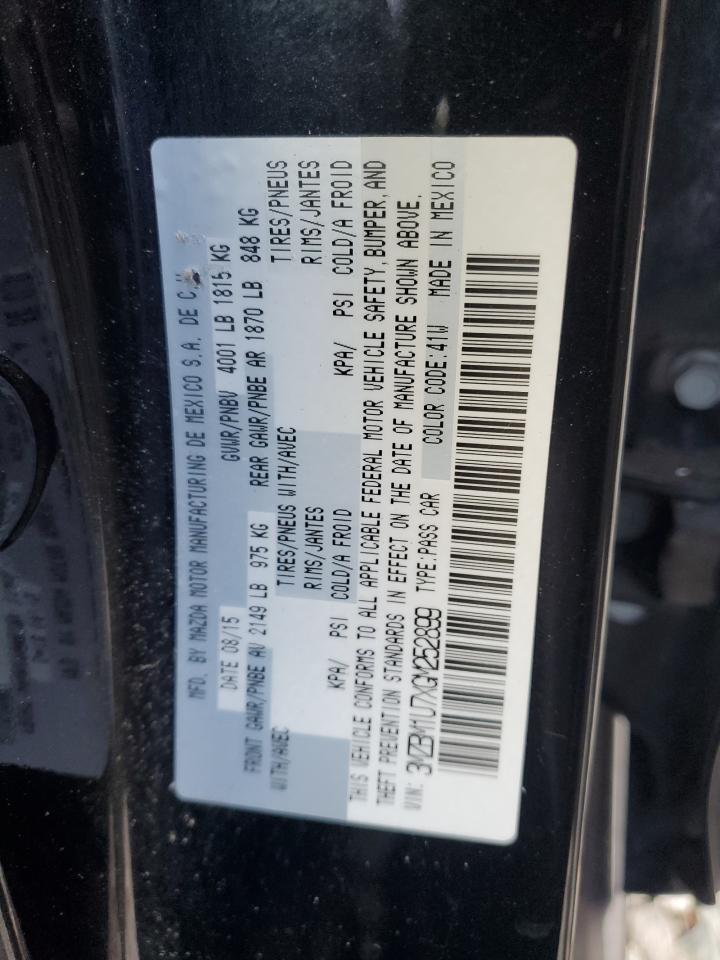 MFD. BY MAZDA MOTOR MANUFACTURING DE MEXICO S.A. DE C.V.
DATE 08/15 GVWR/PNBV 4001 LB 1815 KG
FRONT GAWR/PNBE AV 2149 LB 975 KG REAR GAWR/PNBE AR 1870 LB 848 KG
WITH/AVEC TIRES/PNEUS WITH/AVEC TIRES/PNEUS
RIMS/JANTES RIMS/JANTES
KPA/ PSI COLD/A FROID KPA/ PSI COLD/A FROID
THIS VEHICLE CONFORMS TO ALL APPLICABLE FEDERAL MOTOR VEHICLE SAFETY, BUMPER, AND
THEFT PREVENTION STANDARDS IN EFFECT ON THE DATE OF MANUFACTURE SHOWN ABOVE.
VIN: 3MZBM1U7XGM252899 TYPE:PASS CAR COLOR CODE:41W MADE IN MEXICO